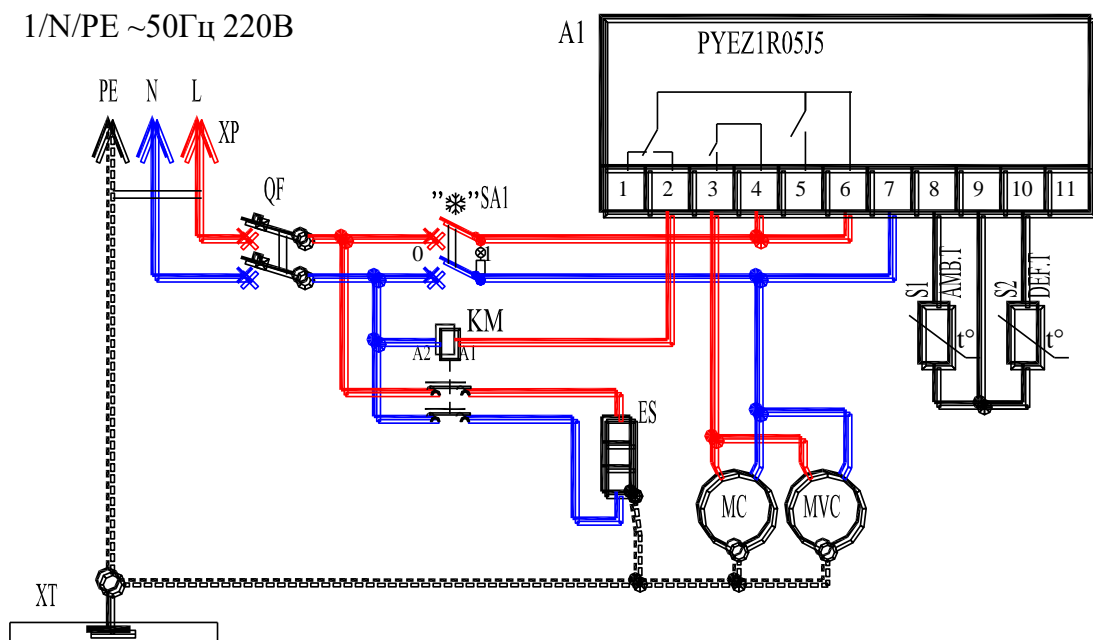 1/N/PE ~50Гц 220В
A1
PYEZ1R05J5
PE N L
XP
QF
"❄"SA1
1 2 3 4 5 6 7 8 9 10 11
0 1
S1 AMB.T
S2 DEF.T
KM
A2 A1
t° t°
ES
MC MVC
XT